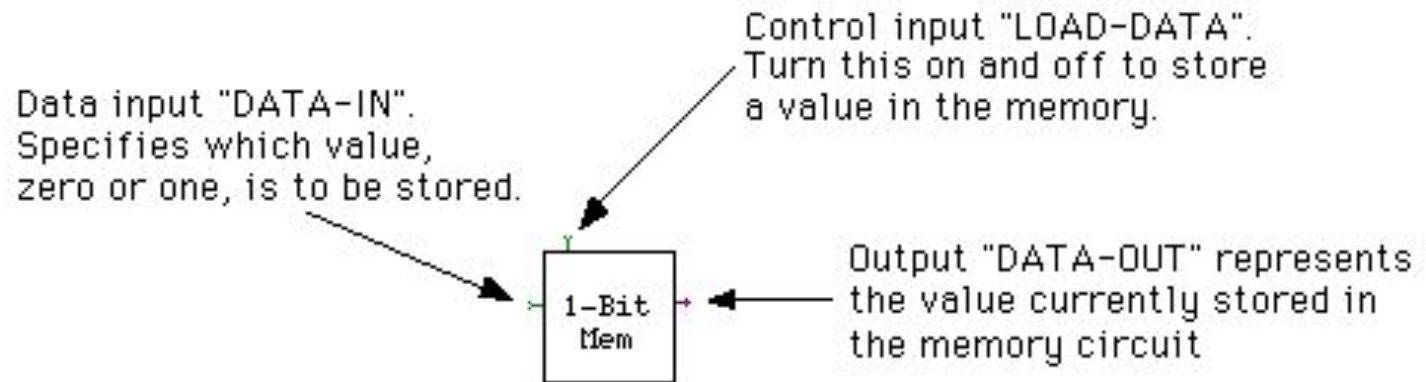 Control input "LOAD-DATA".
Turn this on and off to store
a value in the memory.
Data input "DATA-IN".
Specifies which value,
zero or one, is to be stored.
1-Bit
Mem
Output "DATA-OUT" represents
the value currently stored in
the memory circuit